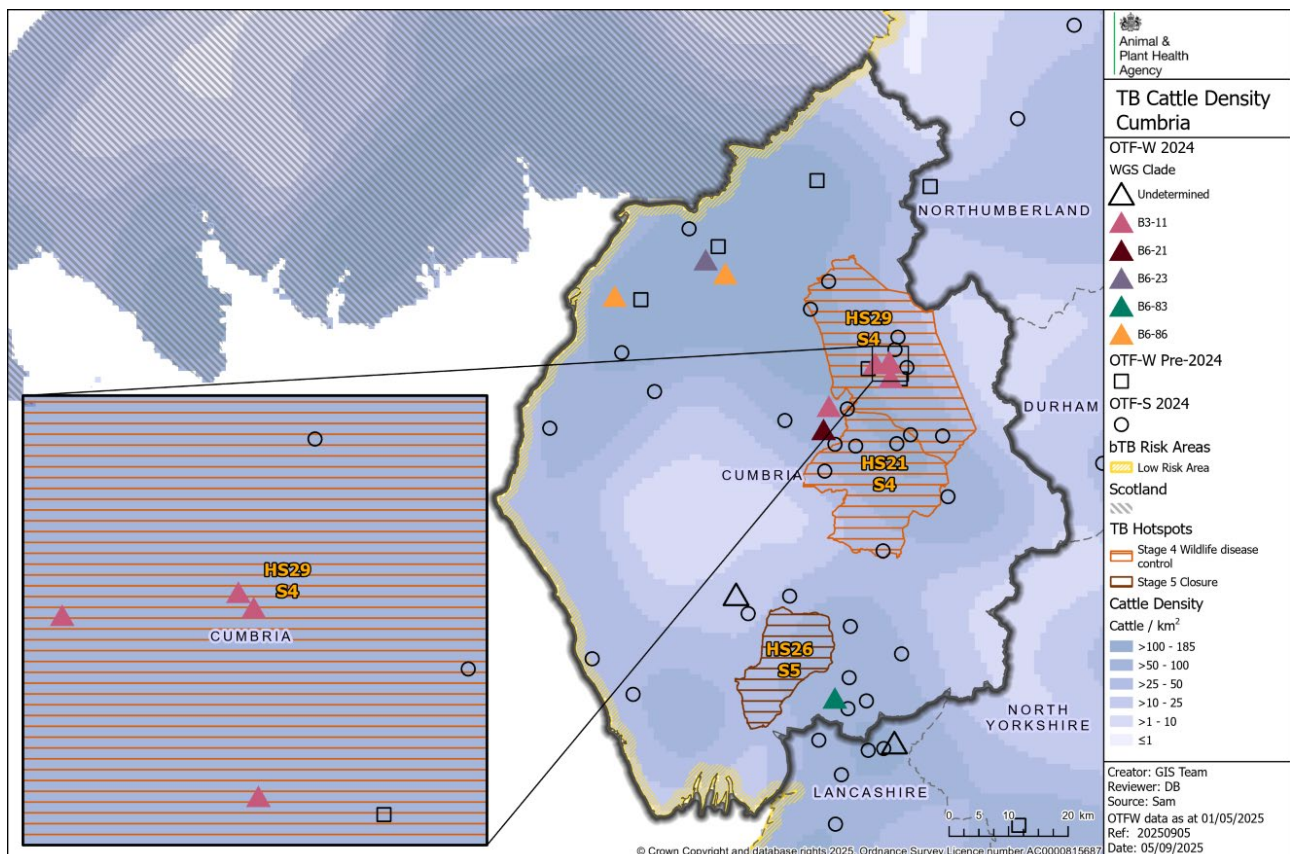 Animal &
Plant Health
Agency
TB Cattle Density
Cumbria
OTF-W 2024
WGS Clade
Undetermined
B3-11
B6-21
B6-23
B6-83
B6-86
OTF-W Pre-2024
OTF-S 2024
bTB Risk Areas
Low Risk Area
Scotland
TB Hotspots
Stage 4 Wildlife disease
control
Stage 5 Closure
Cattle Density
Cattle / km²
>100 - 185
>50 - 100
>25 - 50
>10 - 25
>1 - 10
≤1
Creator: GIS Team
Reviewer: DB
Source: Sam
OTFW data as at 01/05/2025
Ref: 20250905
Date: 05/09/2025
NORTHUMBERLAND
HS29
S4
DURHAM
HS21
S4
CUMBRIA
HS29
S4
CUMBRIA
HS26
S5
NORTH
YORKSHIRE
LANCASHIRE
0 5 10 20 km
© Crown Copyright and database rights 2025. Ordnance Survey Licence number AC0000815687